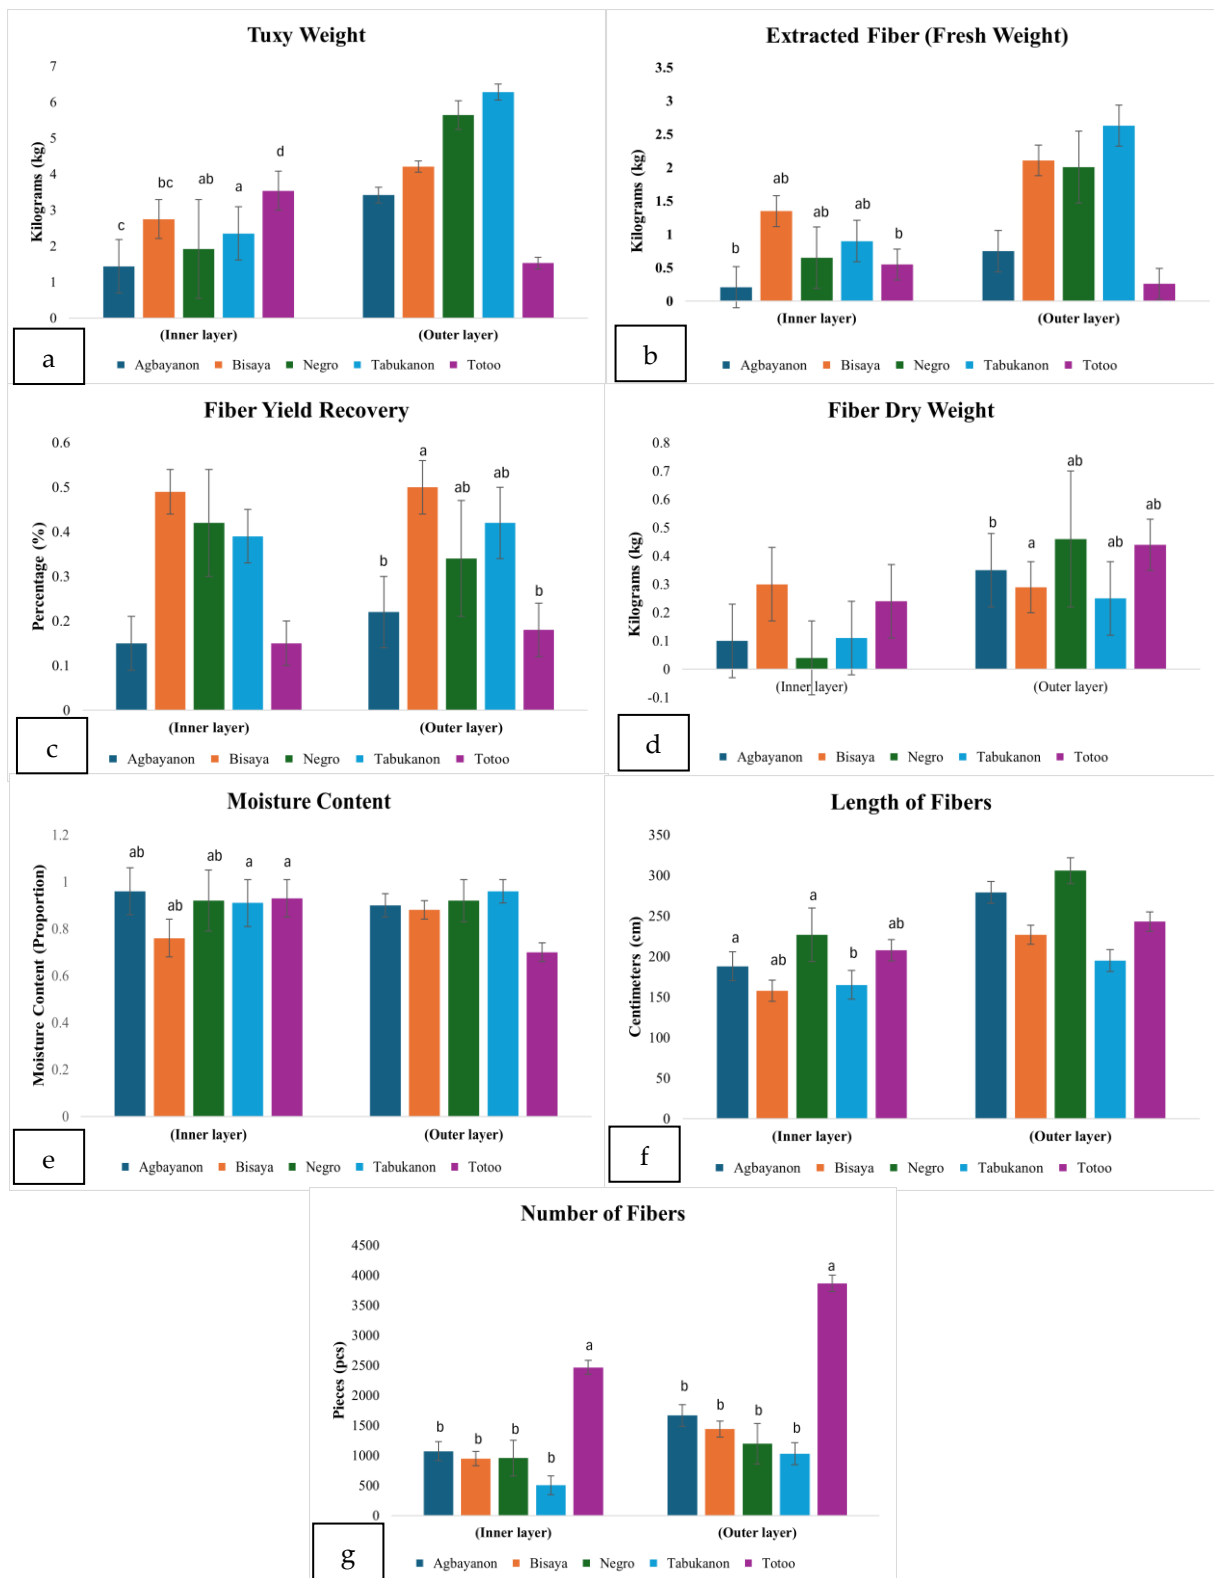 Tuxy Weight
7
6
5
4
3
2
1
0
Kilograms (kg)
c
bc
ab
a
d
(Inner layer)
(Outer layer)
a
Agbayanon Bisaya Negro Tabukanon Totoo
Extracted Fiber (Fresh Weight)
3.5
3
2.5
2
1.5
1
0.5
0
Kilograms (kg)
b
ab
ab
ab
b
(Inner layer)
(Outer layer)
b
Agbayanon Bisaya Negro Tabukanon Totoo
Fiber Yield Recovery
0.6
0.5
0.4
0.3
0.2
0.1
0
Percentage (%)
b
a
ab
ab
b
(Inner layer)
(Outer layer)
c
Agbayanon Bisaya Negro Tabukanon Totoo
Fiber Dry Weight
0.8
0.7
0.6
0.5
0.4
0.3
0.2
0.1
0
-0.1
Kilograms (kg)
b
a
ab
ab
ab
(Inner layer)
(Outer layer)
d
Agbayanon Bisaya Negro Tabukanon Totoo
Moisture Content
1.2
1
0.8
0.6
0.4
0.2
0
Moisture Content (Proportion)
ab
ab
ab
a
a
(Inner layer)
(Outer layer)
e
Agbayanon Bisaya Negro Tabukanon Totoo
Length of Fibers
350
300
250
200
150
100
50
0
Centimeters (cm)
a
ab
a
b
ab
(Inner layer)
(Outer layer)
f
Agbayanon Bisaya Negro Tabukanon Totoo
Number of Fibers
4500
4000
3500
3000
2500
2000
1500
1000
500
0
Pieces (pcs)
b
b
b
b
a
b
b
b
b
a
(Inner layer)
(Outer layer)
g
Agbayanon Bisaya Negro Tabukanon Totoo